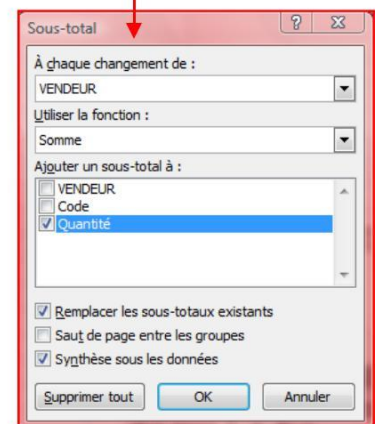 Sous-total
À chaque changement de :
VENDEUR
Utiliser la fonction :
Somme
Ajouter un sous-total à :
VENDEUR
Code
Quantité
Remplacer les sous-totaux existants
Saut de page entre les groupes
Synthèse sous les données
Supprimer tout OK Annuler